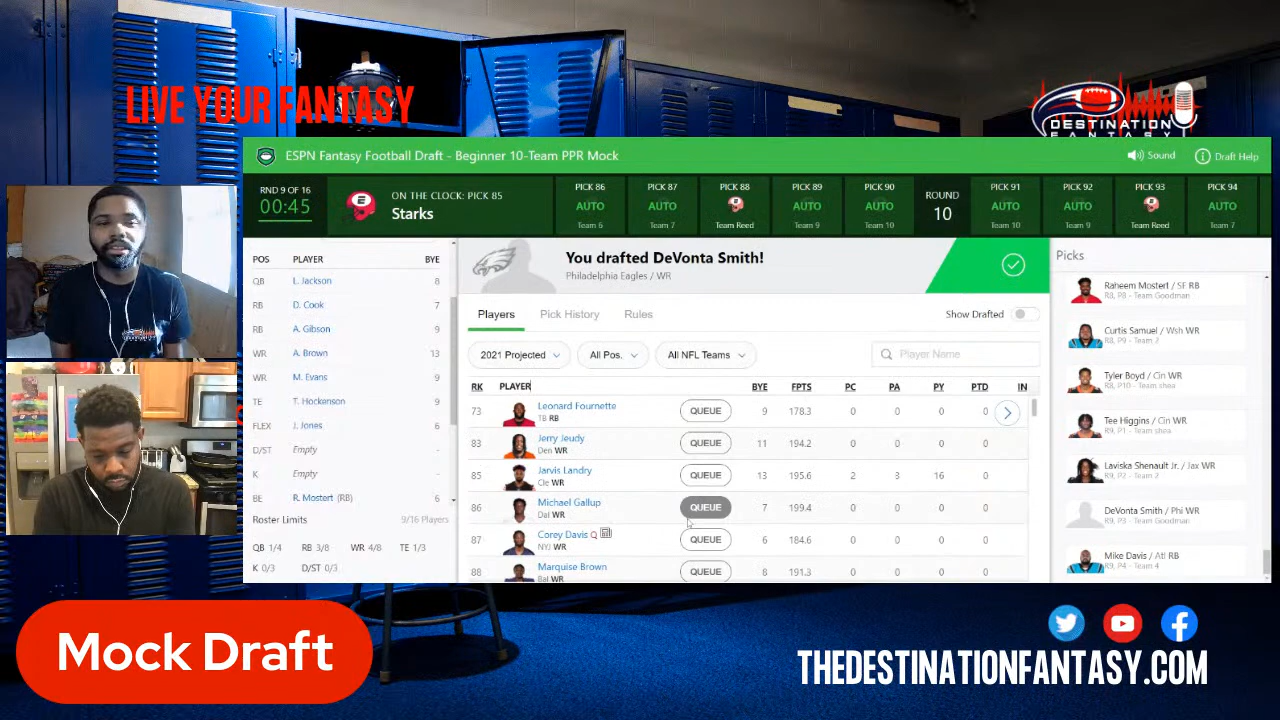 LIVE YOUR FANTASY
DESTINATION
FANTASY
ESPN Fantasy Football Draft - Beginner 10-Team PPR Mock
Sound
Draft Help
RND 9 OF 16
00:45
ON THE CLOCK: PICK 85
Starks
PICK 86 PICK 87 PICK 88 PICK 89 PICK 90 ROUND PICK 91 PICK 92 PICK 93 PICK 94
AUTO AUTO AUTO AUTO 10 AUTO AUTO AUTO
Team 6 Team 7 Team Reed Team 9 Team 10 Team 10 Team 9 Team Reed Team 7
POS PLAYER BYE
QB L. Jackson 8
RB D. Cook 7
RB A. Gibson 9
WR A. Brown 13
WR M. Evans 9
TE T. Hockenson 9
FLEX J. Jones 6
D/ST Empty -
K Empty -
BE R. Mostert (RB) 6
Roster Limits 9/16 Players
QB 1/4 RB 3/8 WR 4/8 TE 1/3
K 0/3 D/ST 0/3
You drafted DeVonta Smith!
Philadelphia Eagles / WR
Players Pick History Rules Show Drafted
2021 Projected All Pos. All NFL Teams Player Name
RK PLAYER BYE FPTS PC PA PY PTD IN
73 Leonard Fournette QUEUE 9 178.3 0 0 0 0
TB RB
83 Jerry Jeudy QUEUE 11 194.2 0 0 0 0
Den WR
85 Jarvis Landry QUEUE 13 195.6 2 3 16 0
Cle WR
86 Michael Gallup QUEUE 7 199.4 0 0 0 0
Dal WR
87 Corey Davis Q QUEUE 6 184.6 0 0 0 0
NYJ WR
88 Marquise Brown QUEUE 8 191.3 0 0 0 0
Bal WR
Picks
Raheem Mostert / SF RB
R8, P8 - Team Goodman
Curtis Samuel / Wsh WR
R8, P9 - Team 4
Tyler Boyd / Cin WR
R8, P10 - Team shea
Tee Higgins / Cin WR
R9, P1 - Team shea
Laviska Shenault Jr. / Jax WR
R9, P2 - Team 4
DeVonta Smith / Phi WR
R9, P3 - Team Goodman
Mike Davis / Atl RB
R9, P4 - Team 4
Mock Draft
THEDESTINATIONFANTASY.COM